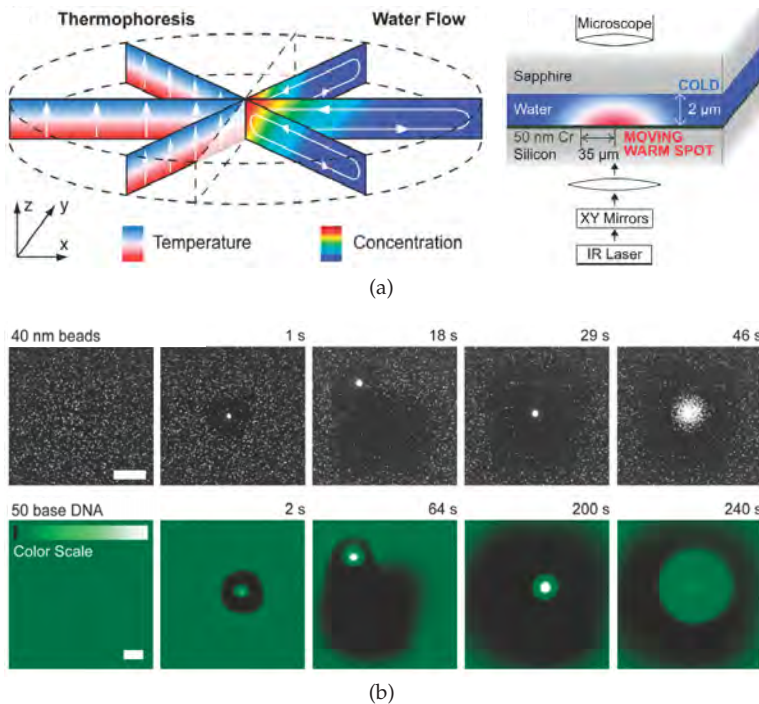 Thermophoresis
Water Flow
z
y
x
Temperature
Concentration
Microscope
Sapphire
COLD
Water
2 µm
50 nm Cr
Silicon
35 µm
MOVING
WARM SPOT
XY Mirrors
IR Laser
(a)
40 nm beads
1 s
18 s
29 s
46 s
50 base DNA
2 s
64 s
200 s
240 s
Color Scale
(b)